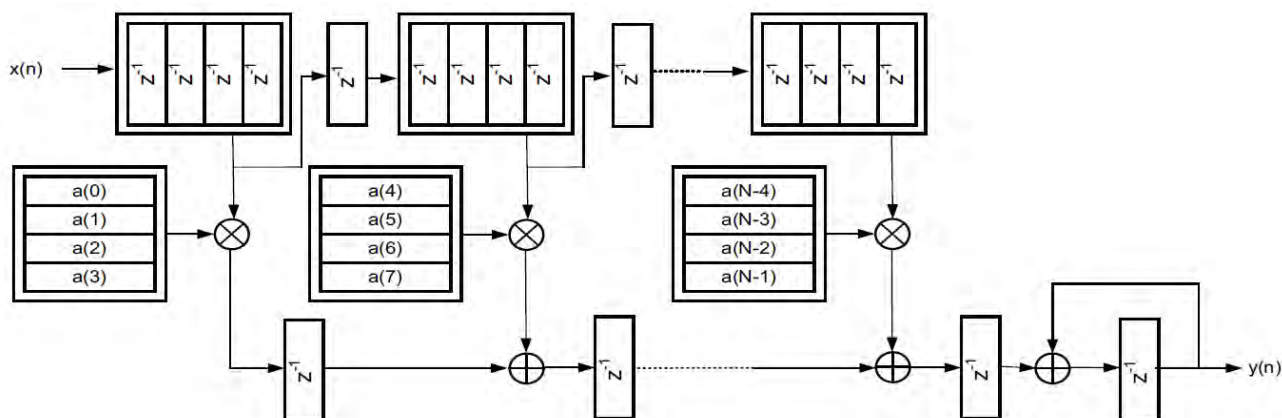 x(n)
z⁻¹ z⁻¹ z⁻¹ z⁻¹
z⁻¹
z⁻¹ z⁻¹ z⁻¹ z⁻¹
z⁻¹
z⁻¹ z⁻¹ z⁻¹ z⁻¹
a(0)
a(1)
a(2)
a(3)
a(4)
a(5)
a(6)
a(7)
a(N-4)
a(N-3)
a(N-2)
a(N-1)
z⁻¹
z⁻¹
z⁻¹
z⁻¹
y(n)